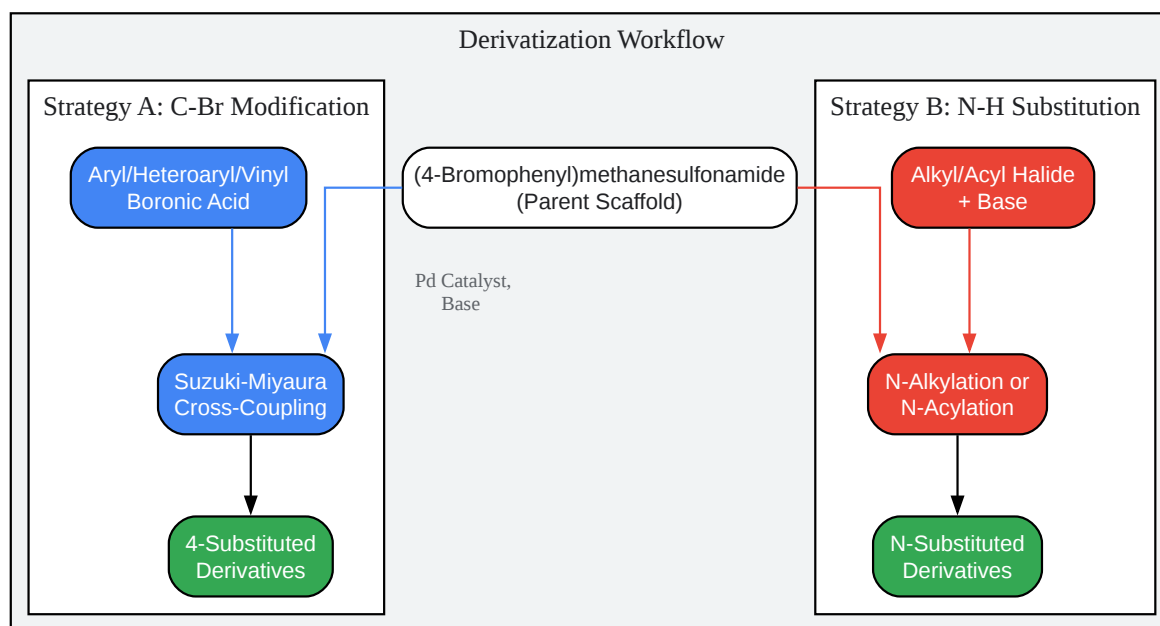 Derivatization Workflow
Strategy A: C-Br Modification
Aryl/Heteroaryl/Vinyl
Boronic Acid
Suzuki-Miyaura
Cross-Coupling
4-Substituted
Derivatives
(4-Bromophenyl)methanesulfonamide
(Parent Scaffold)
Pd Catalyst,
Base
Strategy B: N-H Substitution
Alkyl/Acyl Halide
+ Base
N-Alkylation or
N-Acylation
N-Substituted
Derivatives